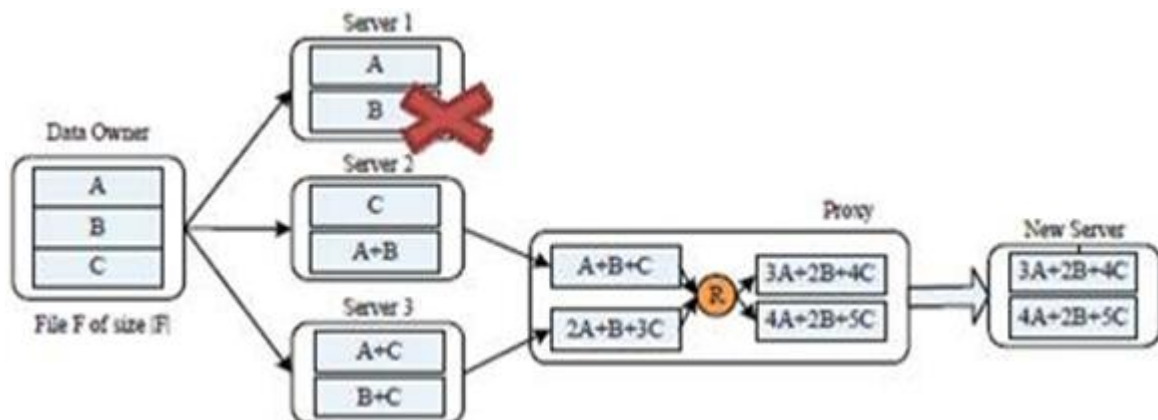 Server 1
A
B
Data Owner
A
B
C
File F of size |F|
Server 2
C
A+B
Server 3
A+C
B+C
Proxy
A+B+C
2A+B+3C
R
3A+2B+4C
4A+2B+5C
New Server
3A+2B+4C
4A+2B+5C